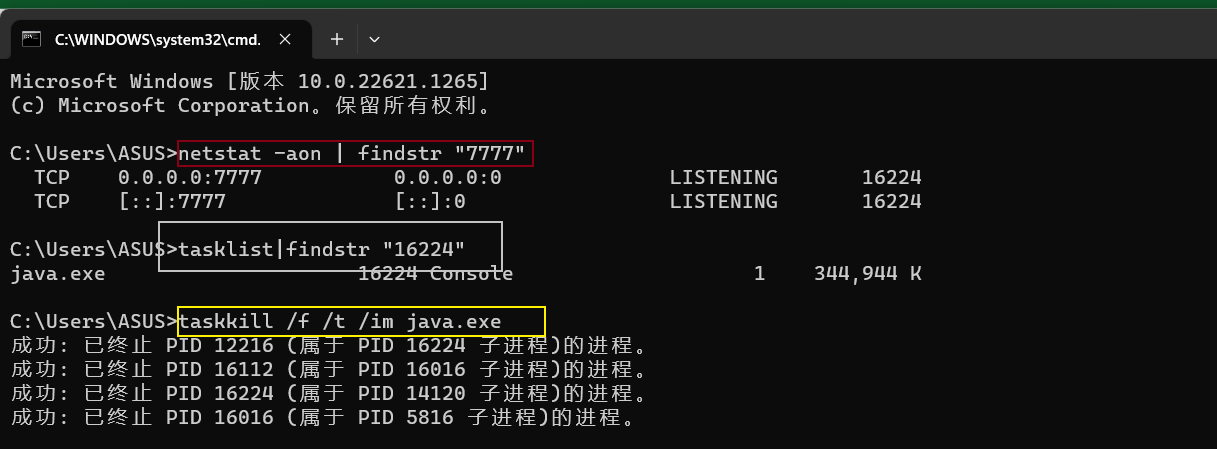 C:\WINDOWS\system32\cmd.
Microsoft Windows [版本 10.0.22621.1265]
(c) Microsoft Corporation。保留所有权利。
C:\Users\ASUS>netstat -aon | findstr "7777"
TCP    0.0.0.0:7777           0.0.0.0:0              LISTENING       16224
TCP    [::]:7777              [::]:0                 LISTENING       16224
C:\Users\ASUS>tasklist|findstr "16224"
java.exe                     16224 Console                    1    344,944 K
C:\Users\ASUS>taskkill /f /t /im java.exe
成功: 已终止 PID 12216 (属于 PID 16224 子进程)的进程。
成功: 已终止 PID 16112 (属于 PID 16016 子进程)的进程。
成功: 已终止 PID 16224 (属于 PID 14120 子进程)的进程。
成功: 已终止 PID 16016 (属于 PID 5816 子进程)的进程。